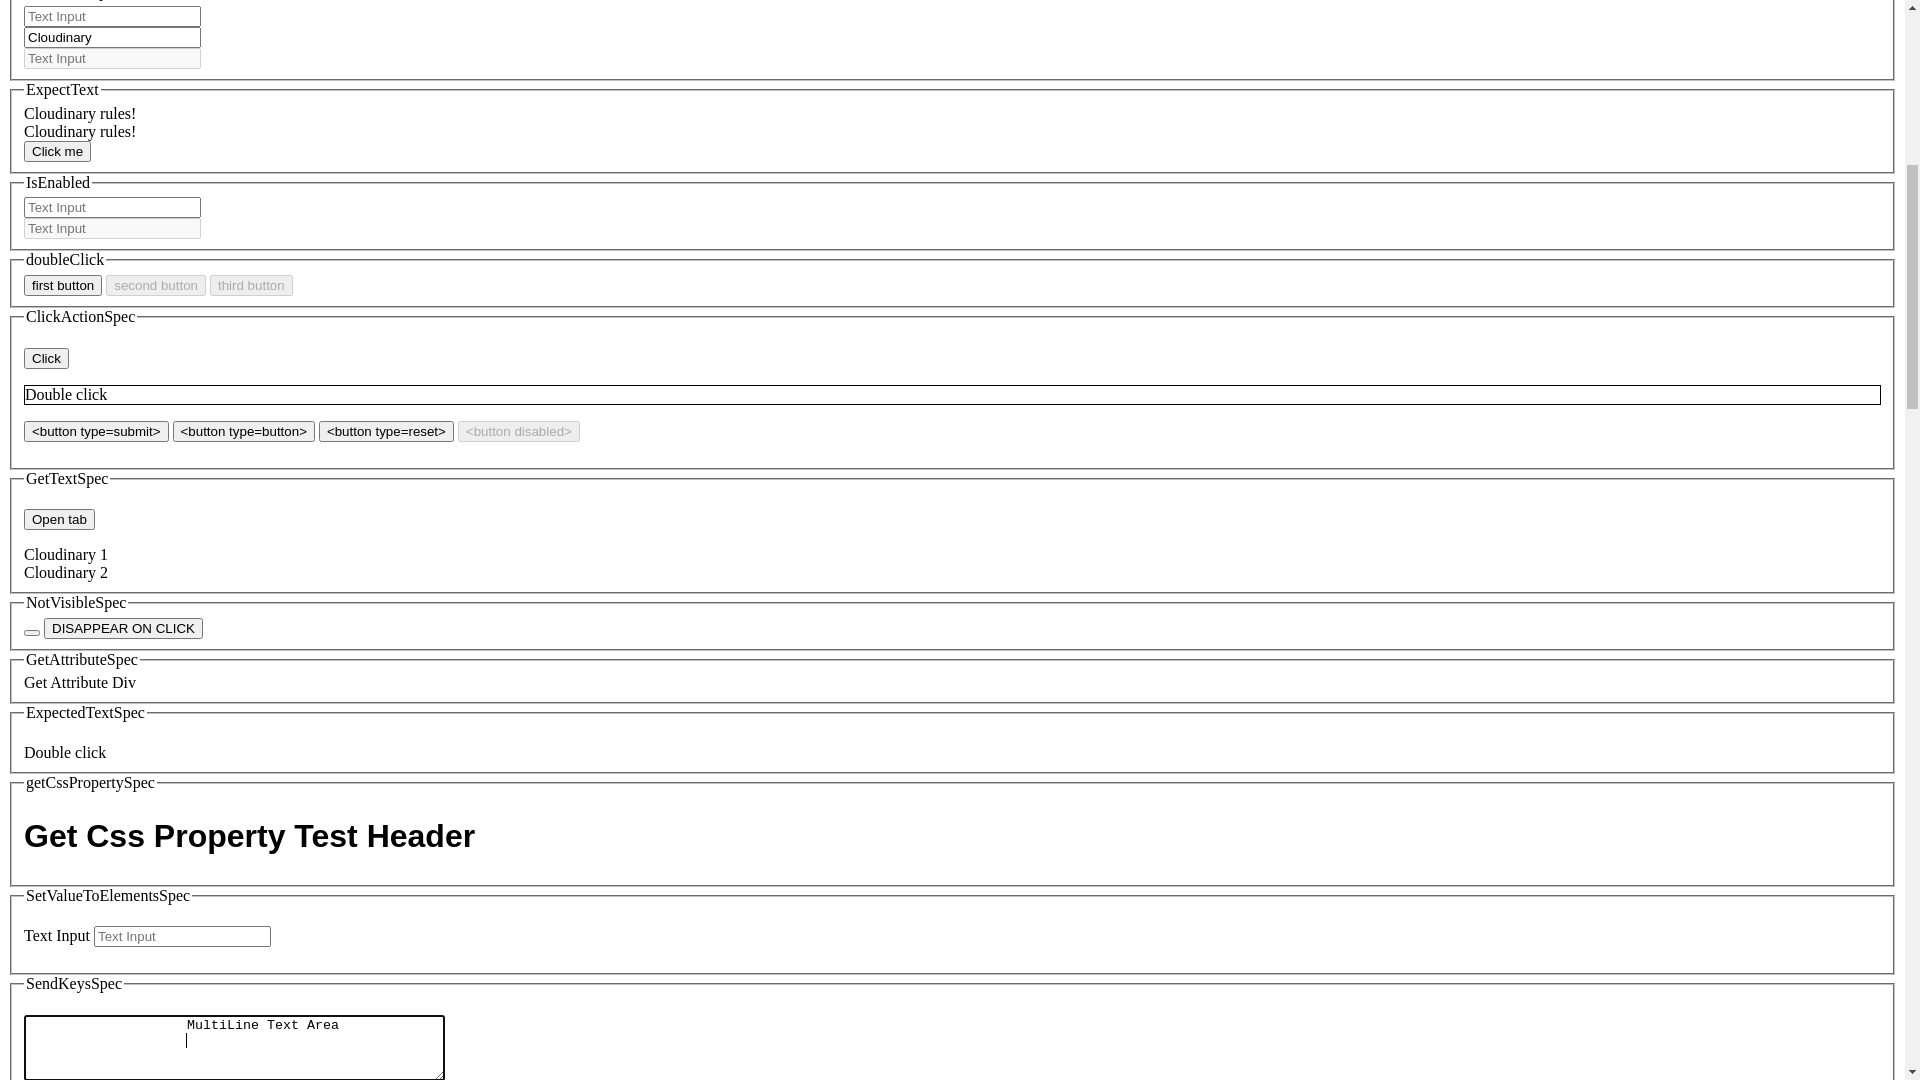 Text Input
Cloudinary
Text Input
ExpectText
Cloudinary rules!
Cloudinary rules!
Click me
IsEnabled
Text Input
Text Input
doubleClick
first button second button third button
ClickActionSpec
Click
Double click
<button type=submit> <button type=button> <button type=reset> <button disabled>
GetTextSpec
Open tab
Cloudinary 1
Cloudinary 2
NotVisibleSpec
DISAPPEAR ON CLICK
GetAttributeSpec
Get Attribute Div
ExpectedTextSpec
Double click
getCssPropertySpec
Get Css Property Test Header
SetValueToElementsSpec
Text Input Text Input
SendKeysSpec
MultiLine Text Area